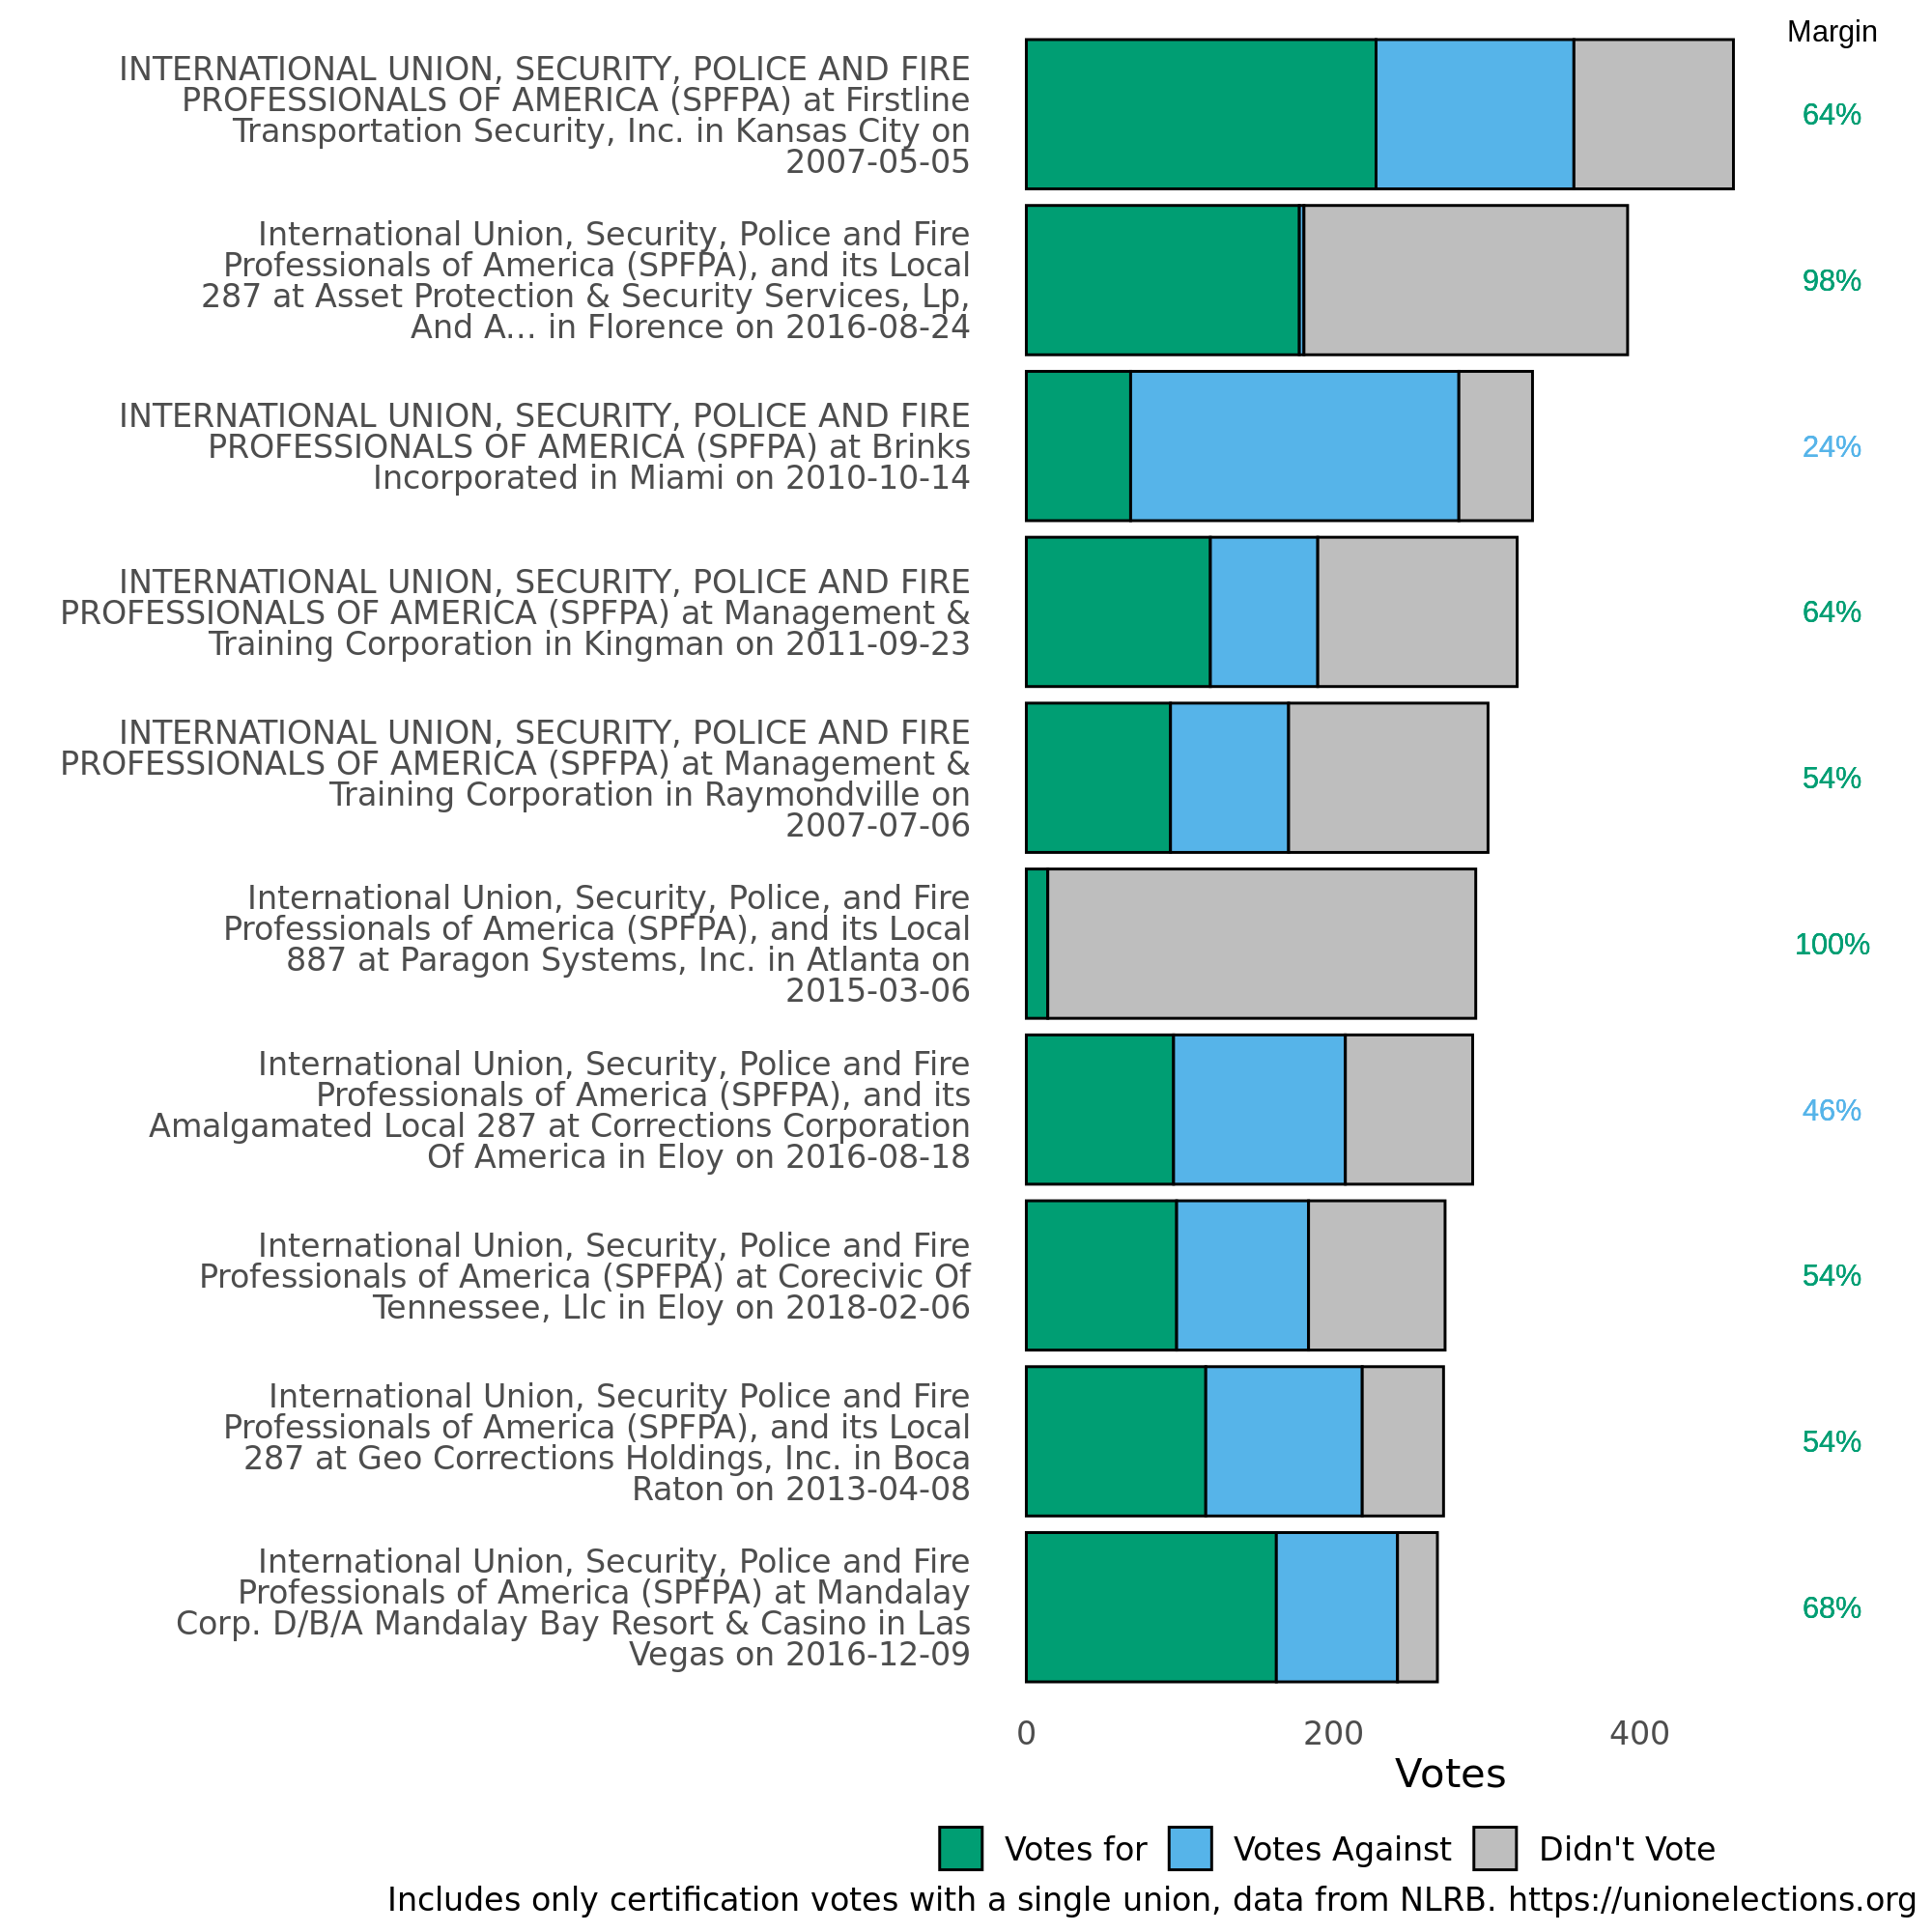 Margin
INTERNATIONAL UNION, SECURITY, POLICE AND FIRE
PROFESSIONALS OF AMERICA (SPFPA) at Firstline
Transportation Security, Inc. in Kansas City on
2007-05-05
64%
International Union, Security, Police and Fire
Professionals of America (SPFPA), and its Local
287 at Asset Protection & Security Services, Lp,
And A... in Florence on 2016-08-24
98%
INTERNATIONAL UNION, SECURITY, POLICE AND FIRE
PROFESSIONALS OF AMERICA (SPFPA) at Brinks
Incorporated in Miami on 2010-10-14
24%
INTERNATIONAL UNION, SECURITY, POLICE AND FIRE
PROFESSIONALS OF AMERICA (SPFPA) at Management &
Training Corporation in Kingman on 2011-09-23
64%
INTERNATIONAL UNION, SECURITY, POLICE AND FIRE
PROFESSIONALS OF AMERICA (SPFPA) at Management &
Training Corporation in Raymondville on
2007-07-06
54%
International Union, Security, Police, and Fire
Professionals of America (SPFPA), and its Local
887 at Paragon Systems, Inc. in Atlanta on
2015-03-06
100%
International Union, Security, Police and Fire
Professionals of America (SPFPA), and its
Amalgamated Local 287 at Corrections Corporation
Of America in Eloy on 2016-08-18
46%
International Union, Security, Police and Fire
Professionals of America (SPFPA) at Corecivic Of
Tennessee, Llc in Eloy on 2018-02-06
54%
International Union, Security Police and Fire
Professionals of America (SPFPA), and its Local
287 at Geo Corrections Holdings, Inc. in Boca
Raton on 2013-04-08
54%
International Union, Security, Police and Fire
Professionals of America (SPFPA) at Mandalay
Corp. D/B/A Mandalay Bay Resort & Casino in Las
Vegas on 2016-12-09
68%
0 200 400
Votes
Votes for Votes Against Didn't Vote
Includes only certification votes with a single union, data from NLRB. https://unionelections.org